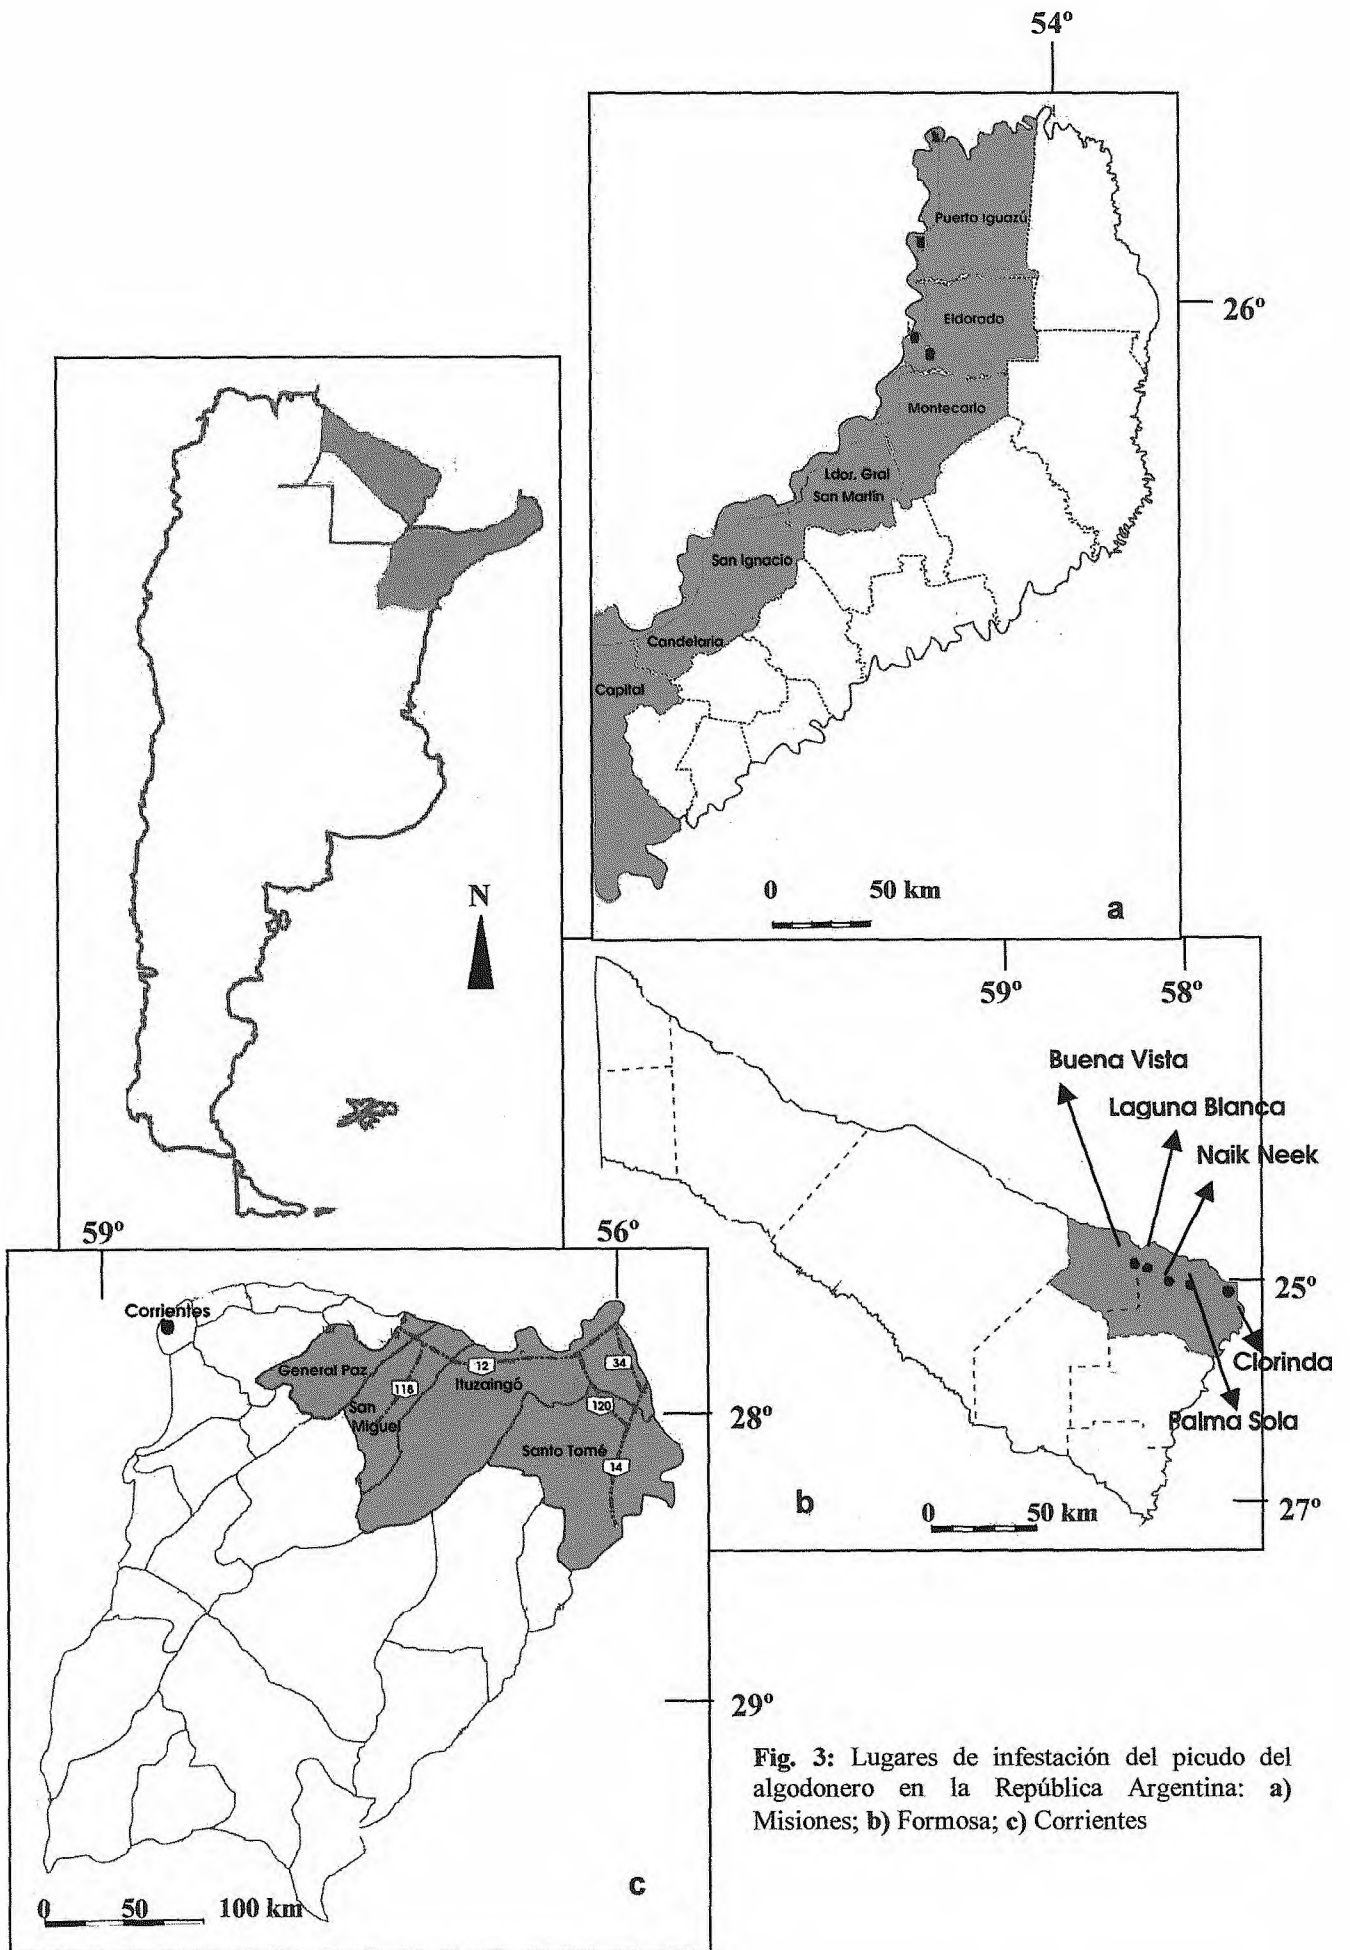 54º
Puerto Iguazú
26º
Eldorado
Montecarlo
Ldor. Gral
San Martín
San Ignacio
Candelaria
Capital
0 50 km
a
N
59º 58º
Buena Vista
Laguna Blanca
Naik Neek
25º
Clorinda
Palma Sola
27º
b
0 50 km
59º 56º
Corrientes
General Paz
12
34
Ituzaingó
118
San
Miguel
120
28º
Santo Tomé
14
29º
c
0 50 100 km
Fig. 3: Lugares de infestación del picudo del
algodonero en la República Argentina: a)
Misiones; b) Formosa; c) Corrientes